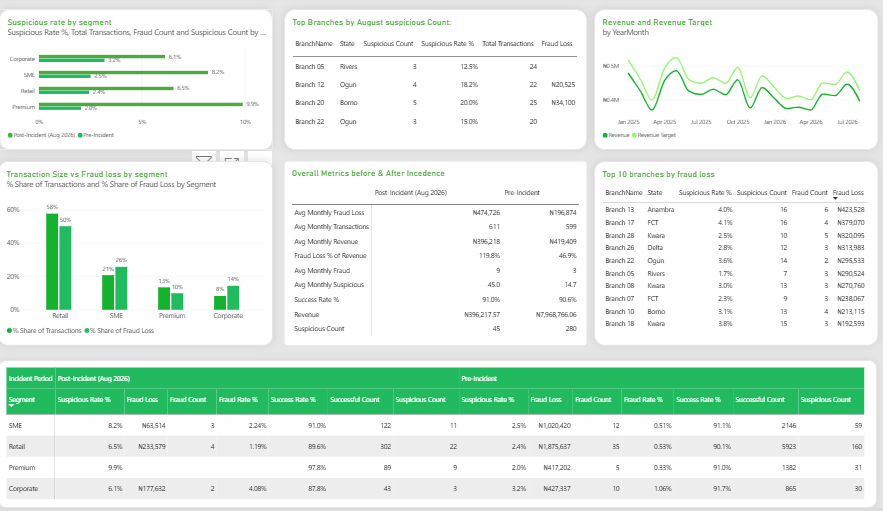 Suspicious rate by segment
Suspicious Rate %, Total Transactions, Fraud Count and Suspicious Count by ...
Corporate 6.1% 3.2%
SME 8.2% 2.5%
Retail 6.5% 2.4%
Premium 9.9% 2.0%
0% 5% 10%
Post-Incident (Aug 2026) Pre-Incident
Top Branches by August suspicious Count:
BranchName State Suspicious Count Suspicious Rate % Total Transactions Fraud Loss
Branch 05 Rivers 3 12.5% 24
Branch 12 Ogun 4 18.2% 22 ₦20,525
Branch 20 Borno 5 20.0% 25 ₦34,100
Branch 22 Ogun 3 15.0% 20
Revenue and Revenue Target
by YearMonth
₦0.5M
₦0.4M
Jan 2025 Apr 2025 Jul 2025 Oct 2025 Jan 2026 Apr 2026 Jul 2026
Revenue Revenue Target
Transaction Size vs Fraud loss by segment
% Share of Transactions and % Share of Fraud Loss by Segment
60%
40%
20%
0%
58% 50% 21% 26% 13% 10% 8% 14%
Retail SME Premium Corporate
% Share of Transactions % Share of Fraud Loss
Overall Metrics before & After Incedence
Post-Incident (Aug 2026) Pre-Incident
Avg Monthly Fraud Loss ₦474,726 ₦196,874
Avg Monthly Transactions 611 599
Avg Monthly Revenue ₦396,218 ₦419,409
Fraud Loss % of Revenue 119.8% 46.9%
Avg Monthly Fraud 9 3
Avg Monthly Suspicious 45.0 14.7
Success Rate % 91.0% 90.6%
Revenue ₦396,217.57 ₦7,968,766.06
Suspicious Count 45 280
Top 10 branches by fraud loss
BranchName State Suspicious Rate % Suspicious Count Fraud Count Fraud Loss
Branch 13 Anambra 4.0% 16 6 ₦423,528
Branch 17 FCT 4.1% 16 4 ₦379,070
Branch 28 Kwara 2.5% 10 5 ₦320,095
Branch 26 Delta 2.8% 12 3 ₦313,983
Branch 22 Ogun 3.6% 14 2 ₦295,533
Branch 05 Rivers 1.7% 7 3 ₦290,524
Branch 08 Kwara 3.0% 13 3 ₦270,760
Branch 07 FCT 2.3% 9 3 ₦238,067
Branch 10 Borno 3.1% 13 4 ₦213,115
Branch 18 Kwara 3.8% 15 3 ₦192,593
Incident Period Post-Incident (Aug 2026) Pre-Incident
Segment Suspicious Rate % Fraud Loss Fraud Count Fraud Rate % Success Rate % Successful Count Suspicious Count Suspicious Rate % Fraud Loss Fraud Count Fraud Rate % Success Rate % Successful Count Suspicious Count
SME 8.2% ₦63,514 3 2.24% 91.0% 122 11 2.5% ₦1,020,420 12 0.51% 91.1% 2146 59
Retail 6.5% ₦233,579 4 1.19% 89.6% 302 22 2.4% ₦1,875,637 35 0.53% 90.1% 5923 160
Premium 9.9% 97.8% 89 9 2.0% ₦417,202 5 0.33% 91.0% 1382 31
Corporate 6.1% ₦177,632 2 4.08% 87.8% 43 3 3.2% ₦427,337 10 1.06% 91.7% 865 30